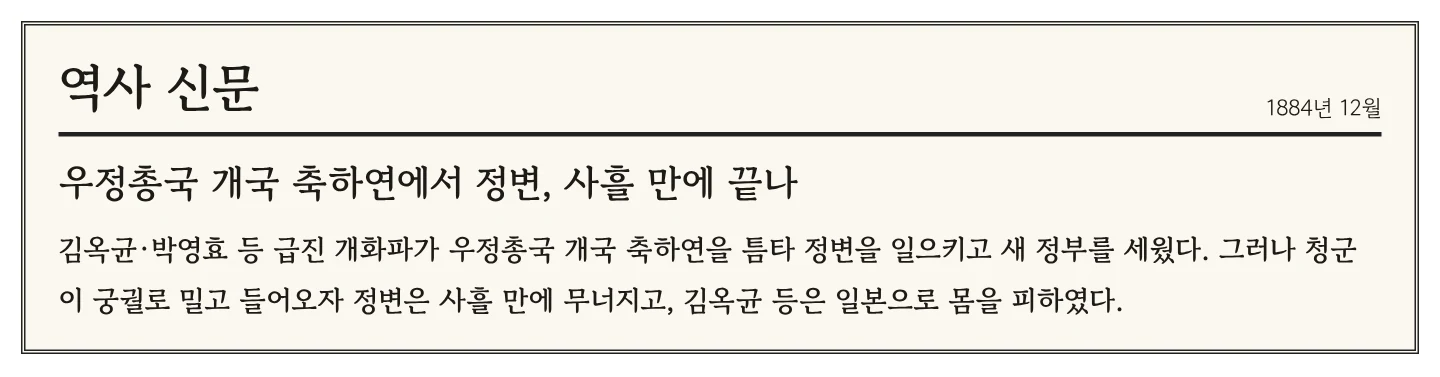 역사 신문
1884년 12월
우정총국 개국 축하연에서 정변, 사흘 만에 끝나
김옥균·박영효 등 급진 개화파가 우정총국 개국 축하연을 틈타 정변을 일으키고 새 정부를 세웠다. 그러나 청군
이 궁궐로 밀고 들어오자 정변은 사흘 만에 무너지고, 김옥균 등은 일본으로 몸을 피하였다.